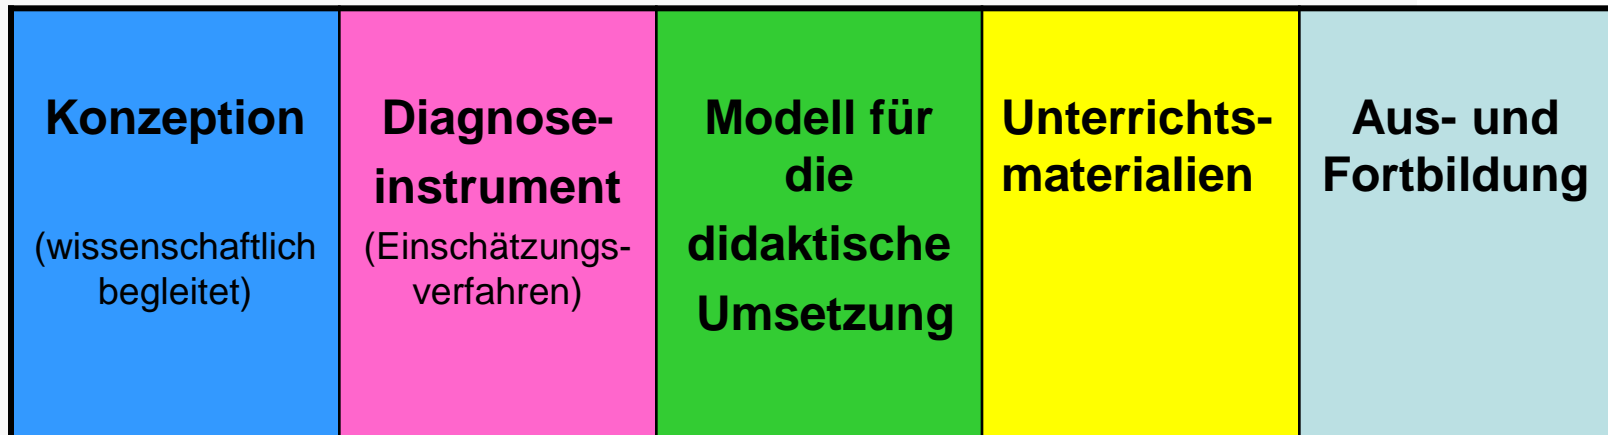 Konzeption
(wissenschaftlich
begleitet)
Diagnose-
instrument
(Einschätzungs-
verfahren)
Modell für
die
didaktische
Umsetzung
Unterrichts-
materialien
Aus- und
Fortbildung